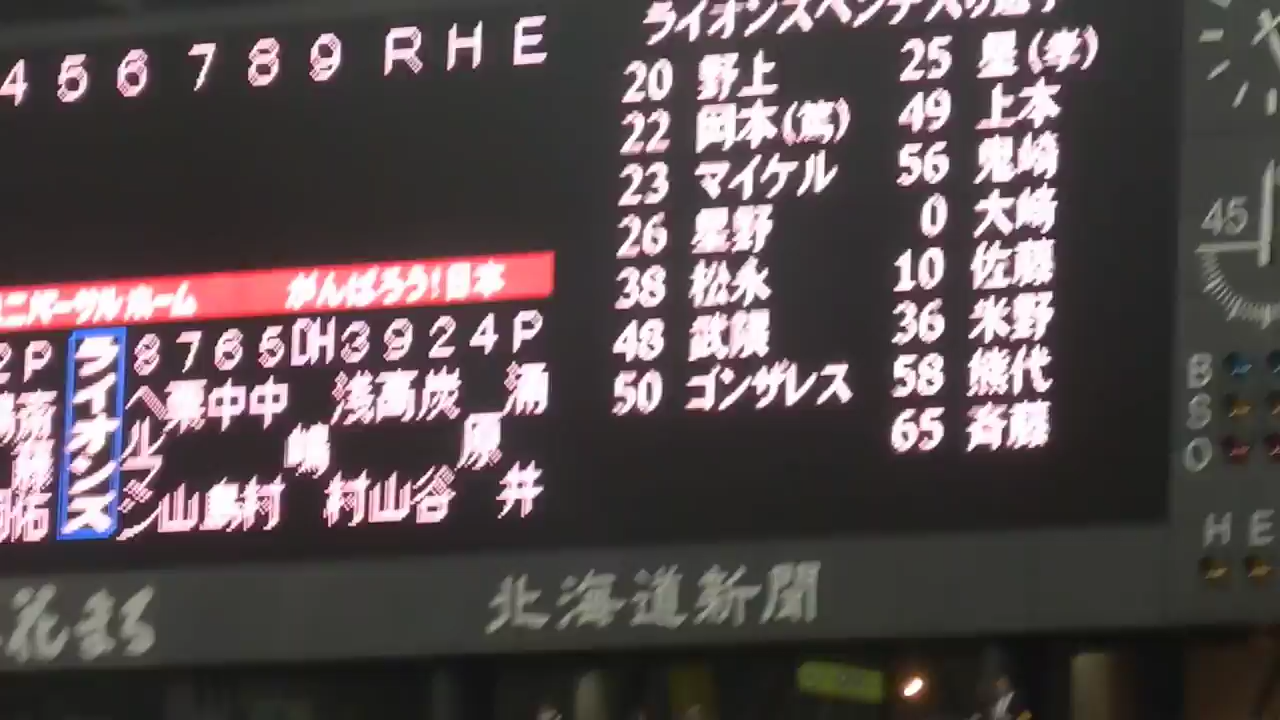 4 5 6 7 8 9 R H E
ライオンズベンチ入り選手
20 野上 25 星(孝)
22 岡本(篤) 49 上本
23 マイケル 56 鬼崎
26 星野 0 大崎
38 松永 10 佐藤
48 武隈 36 米野
50 ゴンザレス 58 熊代
65 斉藤
ニバーサルホーム がんばろう!日本
2 P
ライオンズ
8 7 6 5 DH 3 9 2 4 P
ヘルマン
栗山
中島
中村
嶋
浅村
高山
炭谷
原
涌井
45
B
S
O
H E
花まる
北海道新聞